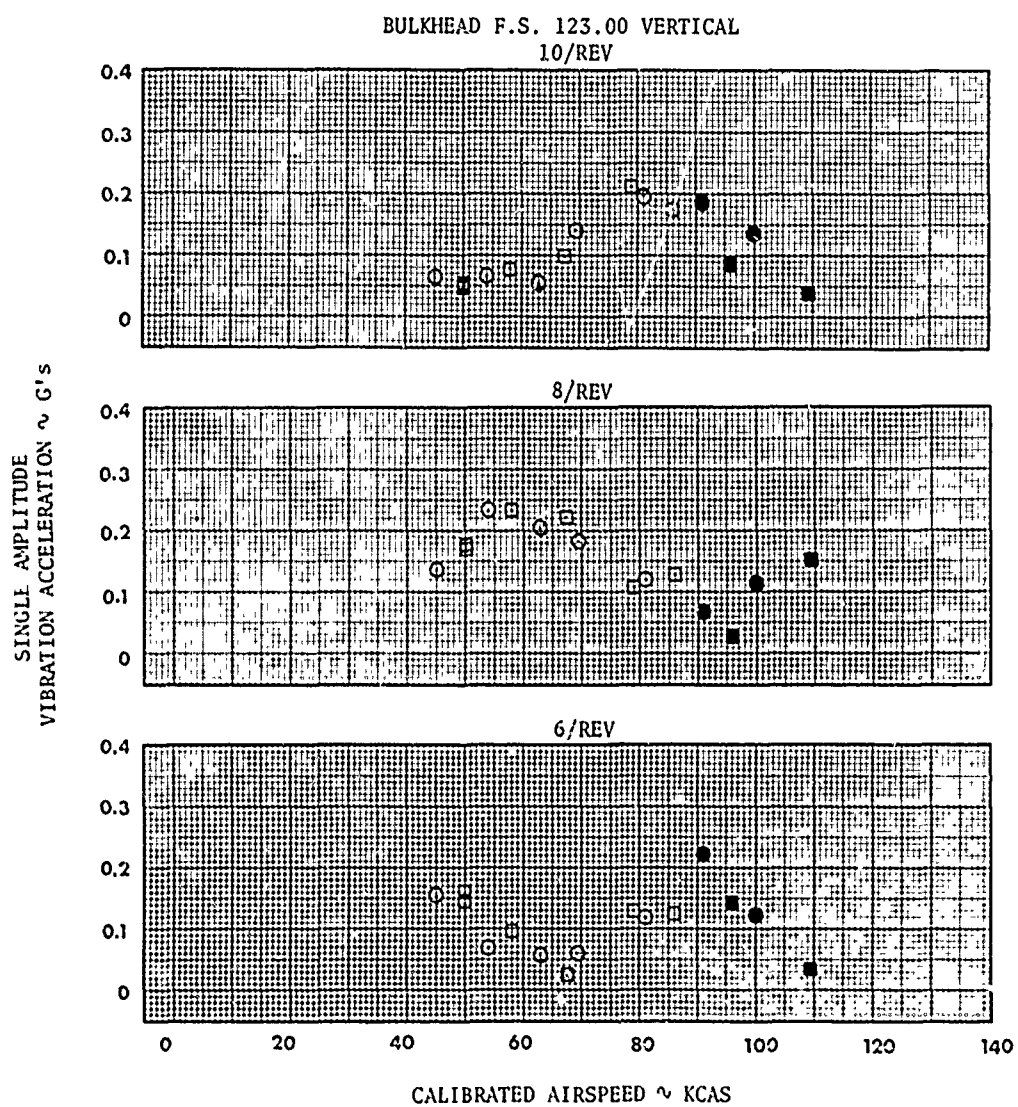 BULKHEAD F.S. 123.00 VERTICAL
10/REV
0.4
0.3
0.2
0.1
0
8/REV
0.4
0.3
0.2
0.1
0
6/REV
0.4
0.3
0.2
0.1
0
0 20 40 60 80 100 120 140
SINGLE AMPLITUDE
VIBRATION ACCELERATION ~ G's
CALIBRATED AIRSPEED ~ KCAS